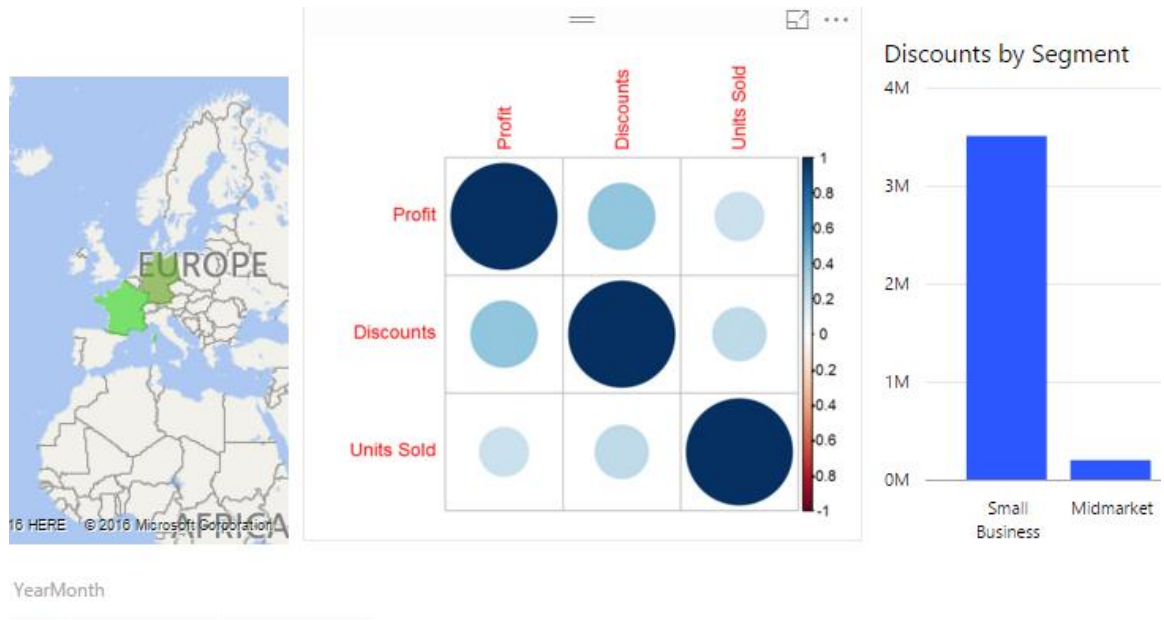 EUROPE
AFRICA
16 HERE © 2016 Microsoft Corporation
Profit
Discounts
Units Sold
Profit
Discounts
Units Sold
1
0.8
0.6
0.4
0.2
0
-0.2
-0.4
-0.6
-0.8
-1
Discounts by Segment
4M
3M
2M
1M
0M
Small
Business
Midmarket
YearMonth